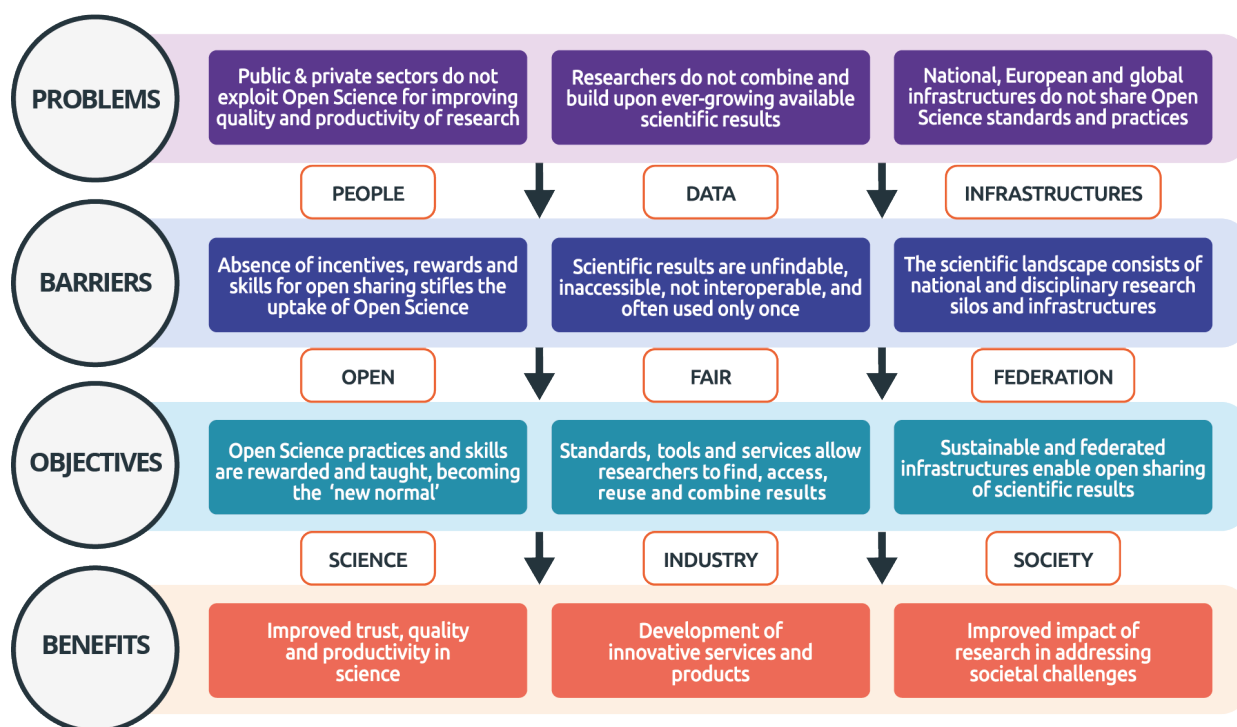 PROBLEMS
Public & private sectors do not
exploit Open Science for improving
quality and productivity of research
Researchers do not combine and
build upon ever-growing available
scientific results
National, European and global
infrastructures do not share Open
Science standards and practices
PEOPLE
DATA
INFRASTRUCTURES
BARRIERS
Absence of incentives, rewards and
skills for open sharing stifles the
uptake of Open Science
Scientific results are unfindable,
inaccessible, not interoperable, and
often used only once
The scientific landscape consists of
national and disciplinary research
silos and infrastructures
OPEN
FAIR
FEDERATION
OBJECTIVES
Open Science practices and skills
are rewarded and taught, becoming
the ‘new normal’
Standards, tools and services allow
researchers to find, access,
reuse and combine results
Sustainable and federated
infrastructures enable open sharing
of scientific results
SCIENCE
INDUSTRY
SOCIETY
BENEFITS
Improved trust, quality
and productivity in
science
Development of
innovative services and
products
Improved impact of
research in addressing
societal challenges